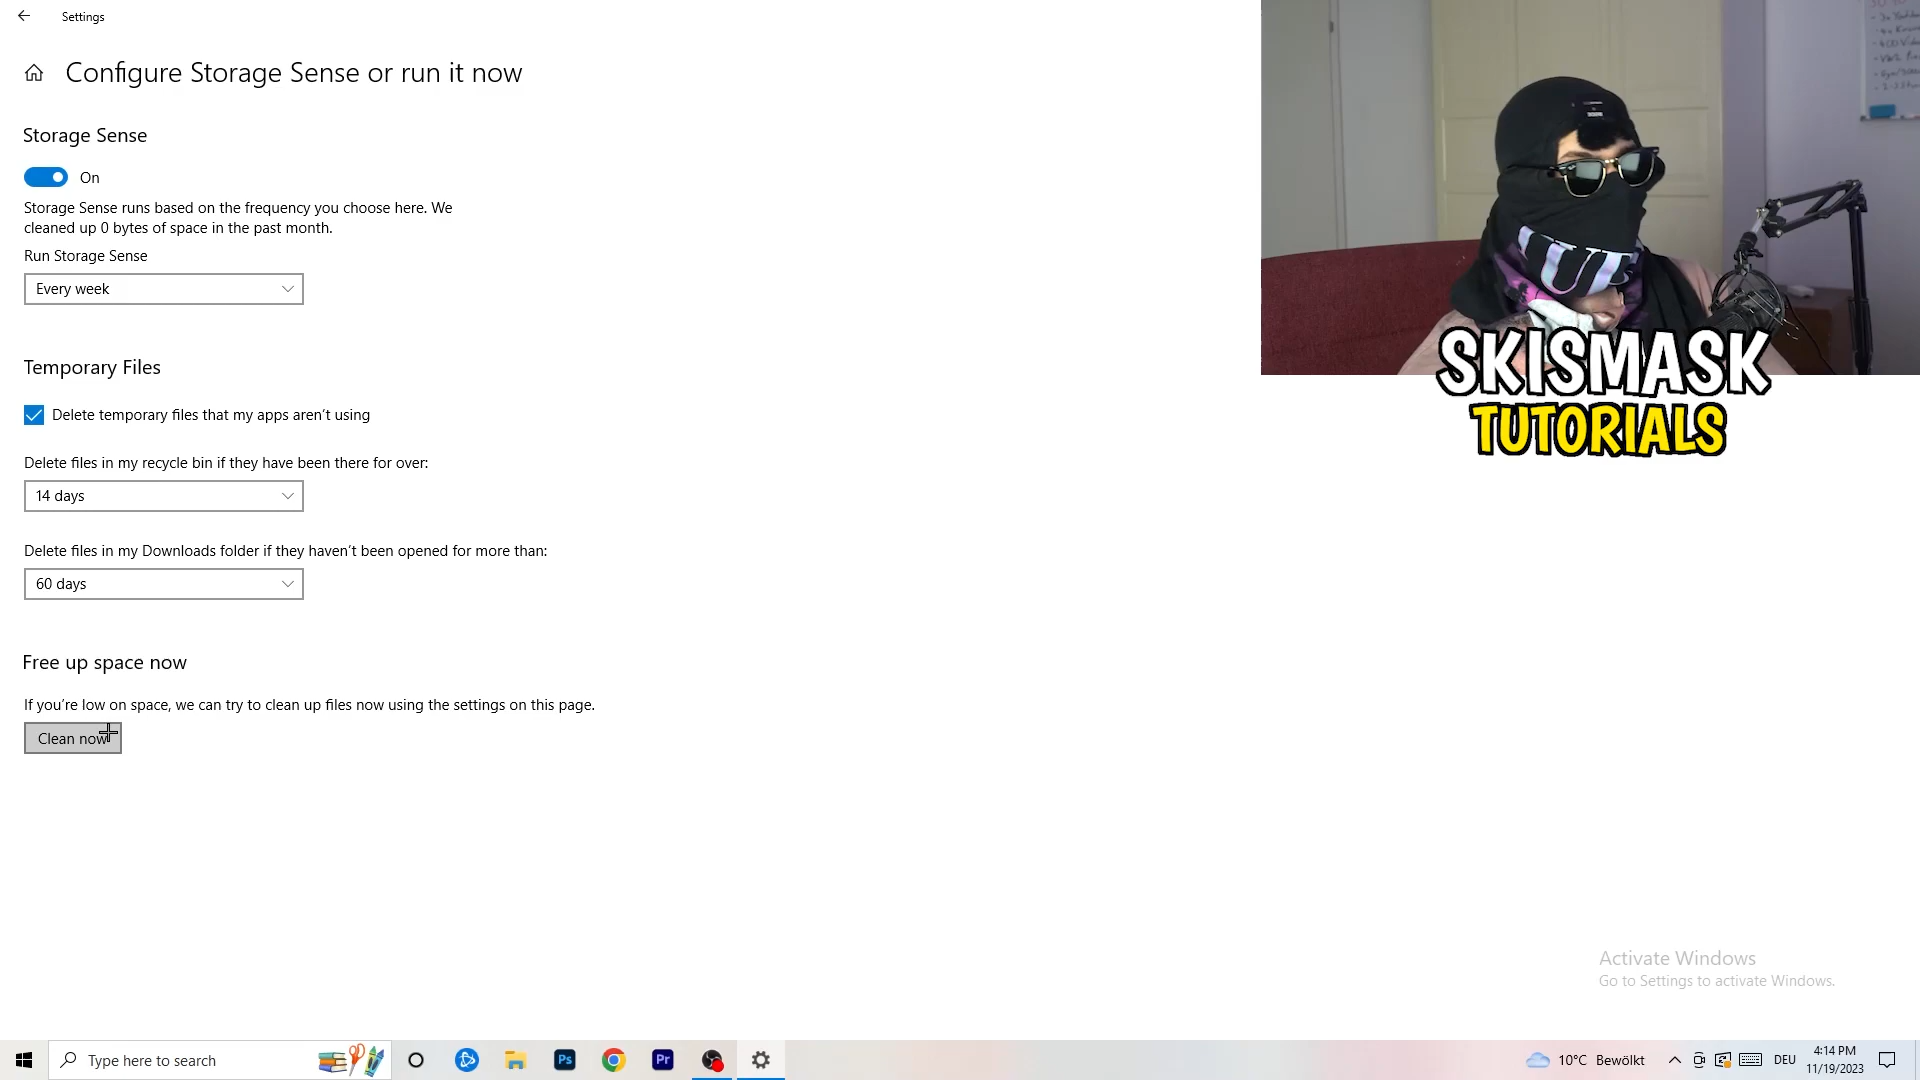 Settings
Configure Storage Sense or run it now
Storage Sense
On
Storage Sense runs based on the frequency you choose here. We
cleaned up 0 bytes of space in the past month.
Run Storage Sense
Every week
Temporary Files
Delete temporary files that my apps aren't using
Delete files in my recycle bin if they have been there for over:
14 days
Delete files in my Downloads folder if they haven't been opened for more than:
60 days
Free up space now
If you're low on space, we can try to clean up files now using the settings on this page.
Clean now
SKISMASK
TUTORIALS
Activate Windows
Go to Settings to activate Windows.
Type here to search
Ps
Pr
10°C Bewölkt
DEU
4:14 PM
11/19/2023